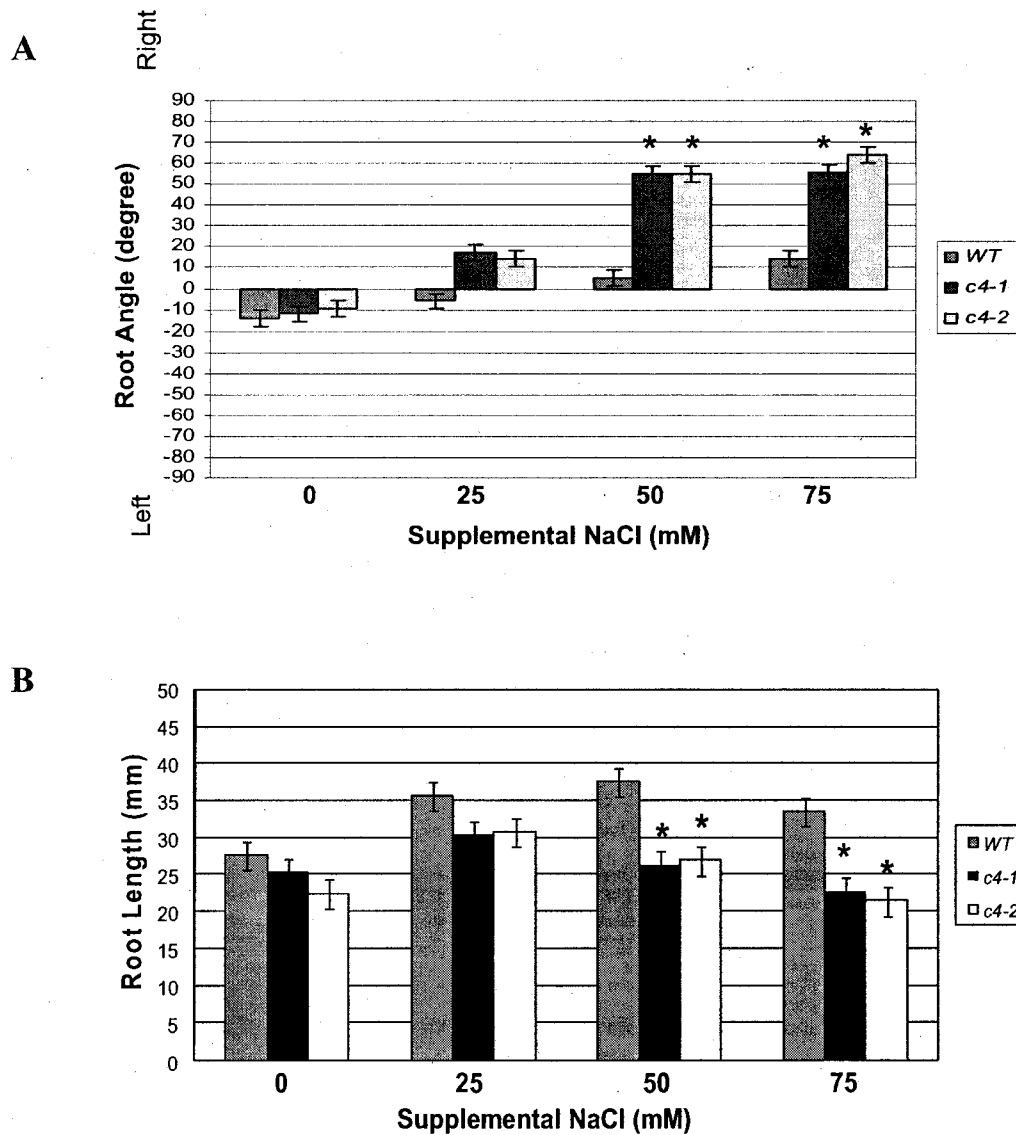 A
Right
90
80
70
60
50
40
30
20
10
0
-10
-20
-30
-40
-50
-60
-70
-80
-90
Root Angle (degree)
Left
* * * *
0 25 50 75
Supplemental NaCl (mM)
WT
c4-1
c4-2
B
50
45
40
35
30
25
20
15
10
5
0
Root Length (mm)
* * * *
0 25 50 75
Supplemental NaCl (mM)
WT
c4-1
c4-2